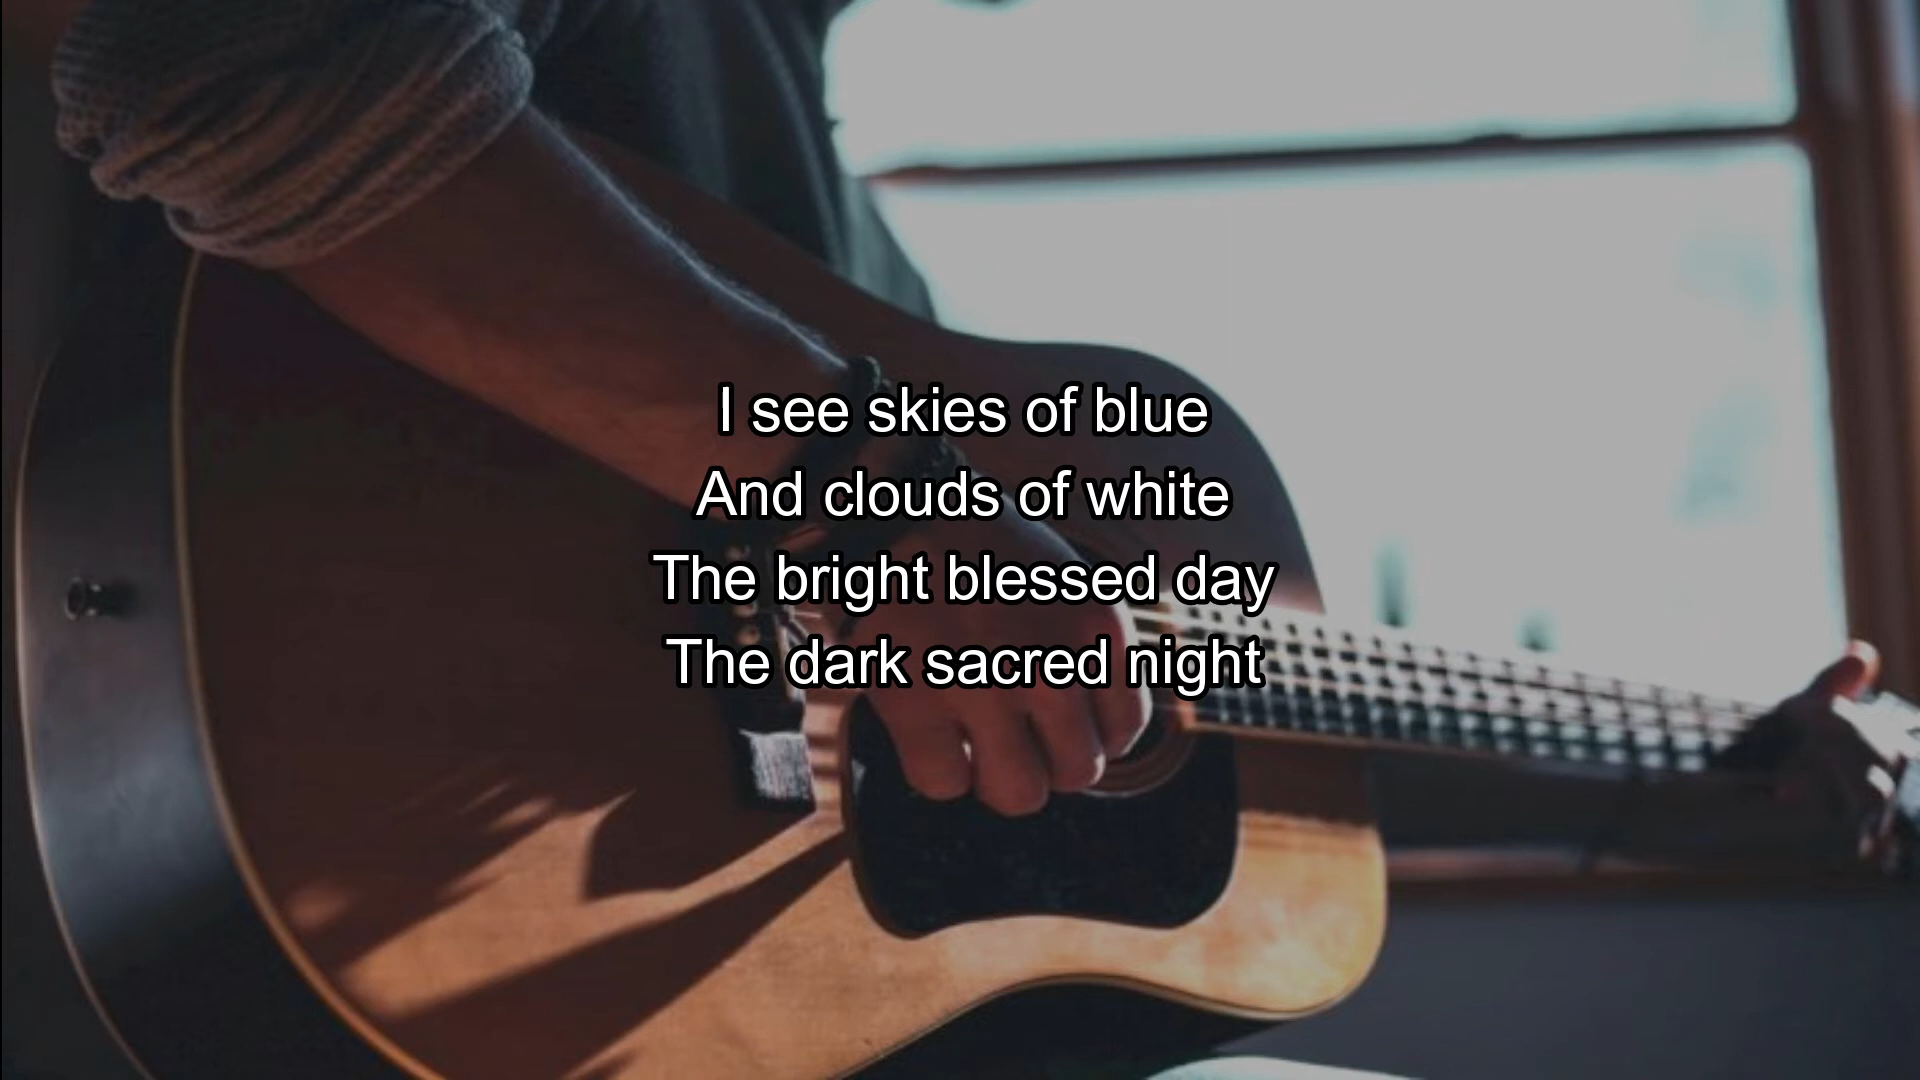 I see skies of blue
And clouds of white
The bright blessed day
The dark sacred night